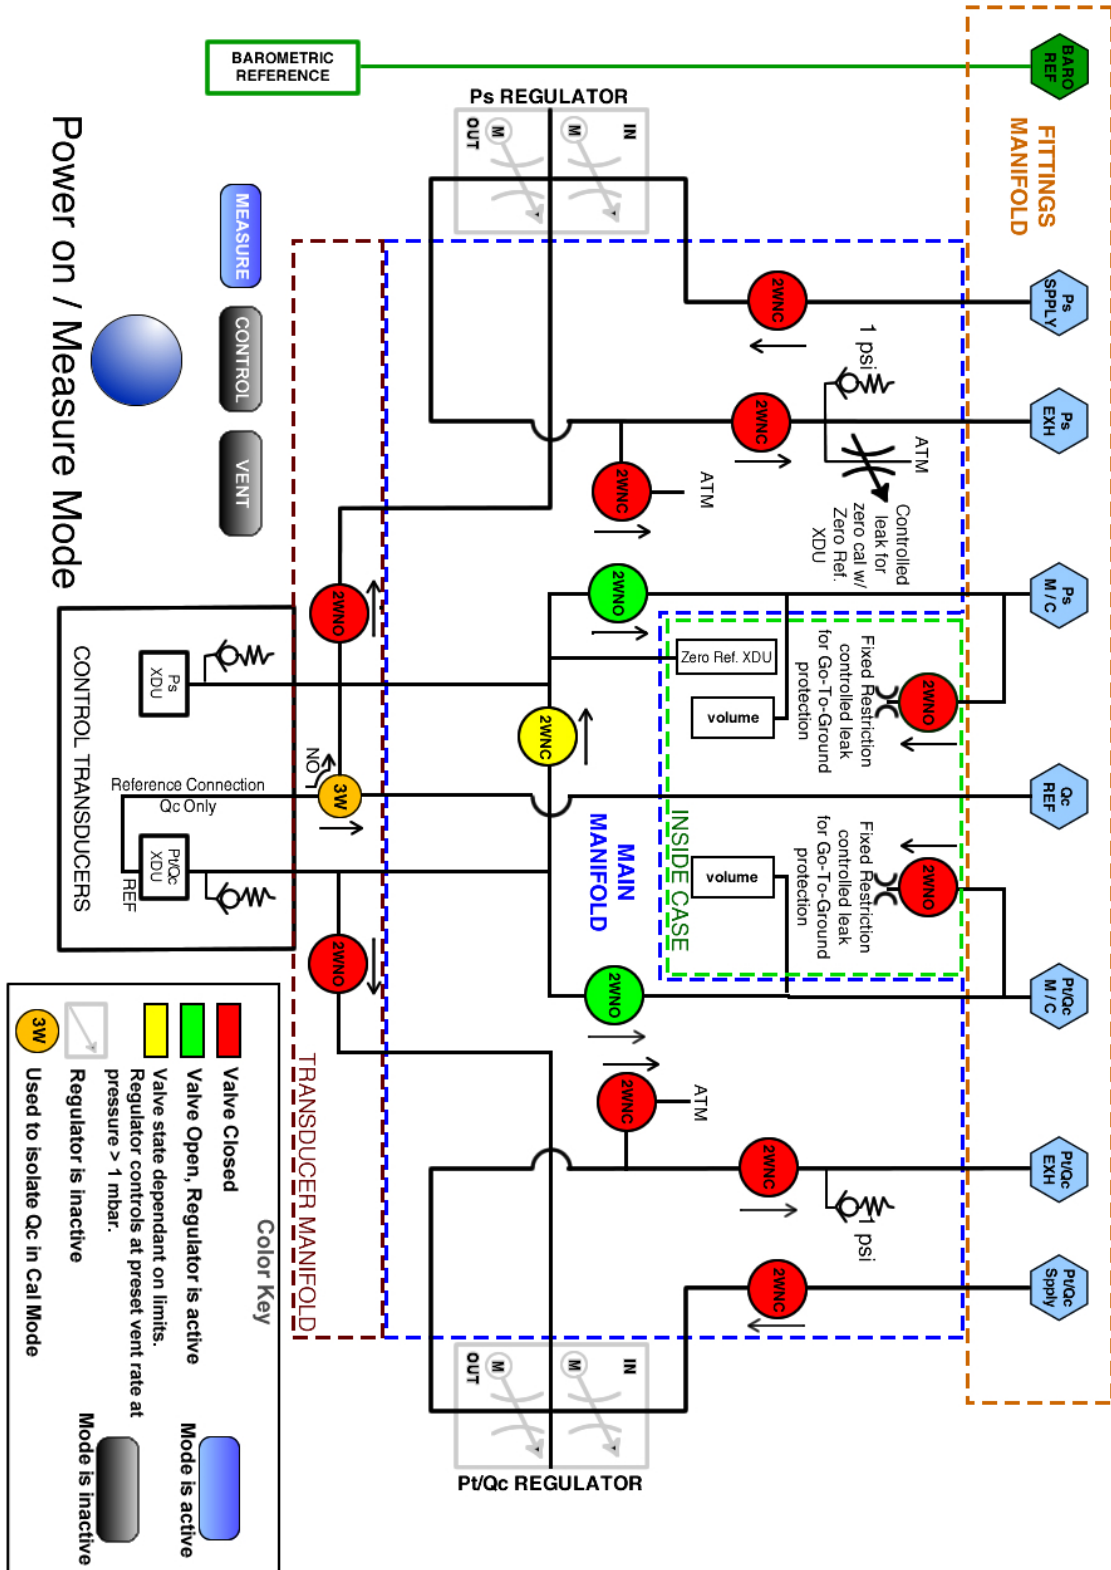 BAROMETRIC
REFERENCE
BARO
REF
FITTINGS
MANIFOLD
Ps REGULATOR
IN
OUT
M
M
Ps
SPPLY
2WNC
1 psi
Ps
EXH
2WNC
ATM
2WNC
ATM
Controlled
leak for
zero cal w/
Zero Ref.
XDU
Ps
M / C
2WNO
2WNO
Zero Ref. XDU
volume
Fixed Restriction
controlled leak
for Go-To-Ground
protection
2WNO
2WNC
Qc
REF
NO
3W
Reference Connection
Qc Only
Ps
XDU
Pt/Qc
XDU
REF
CONTROL TRANSDUCERS
MAIN
MANIFOLD
INSIDE CASE
volume
Fixed Restriction
controlled leak
for Go-To-Ground
protection
2WNO
Pt/Qc
M / C
2WNO
2WNO
2WNC
ATM
Pt/Qc
EXH
2WNC
1 psi
Pt/Qc
Spply
2WNC
TRANSDUCER MANIFOLD
IN
OUT
M
M
Pt/Qc REGULATOR
MEASURE
CONTROL
VENT
Power on / Measure Mode
Color Key
Valve Closed
Valve Open, Regulator is active
Valve state dependant on limits.
Regulator controls at preset vent rate at
pressure > 1 mbar.
Regulator is inactive
3W
Used to isolate Qc in Cal Mode
Mode is active
Mode is inactive